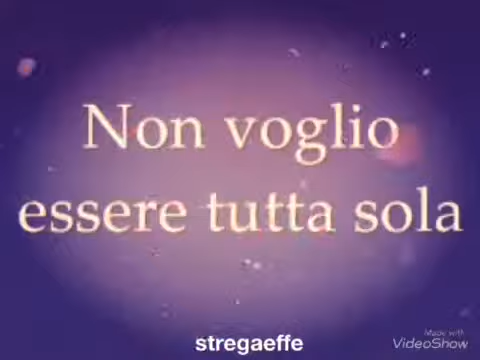 Non voglio
essere tutta sola
Made with
VideoShow
stregaeffe